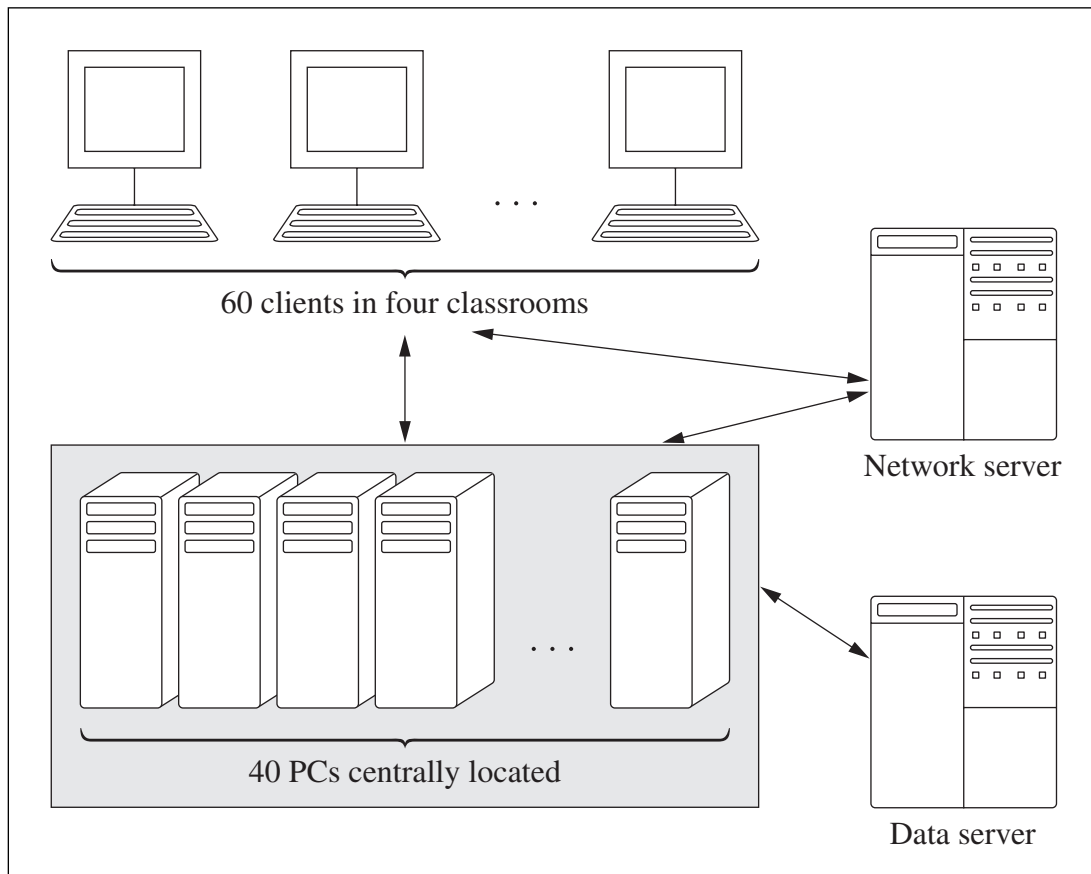 . . .
60 clients in four classrooms
Network server
. . .
40 PCs centrally located
Data server